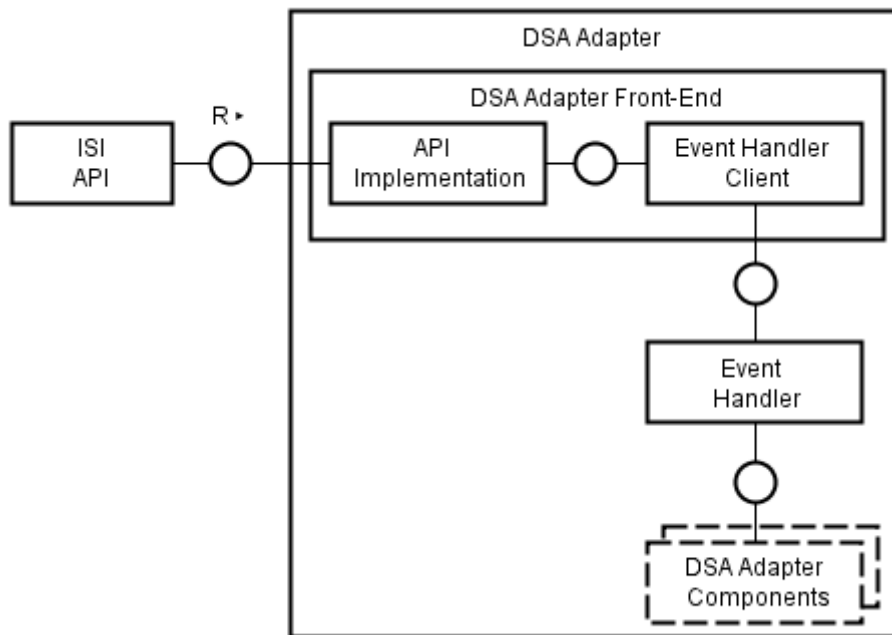 DSA Adapter
DSA Adapter Front-End
R ▸
ISI
API
API
Implementation
Event Handler
Client
Event
Handler
DSA Adapter
Components